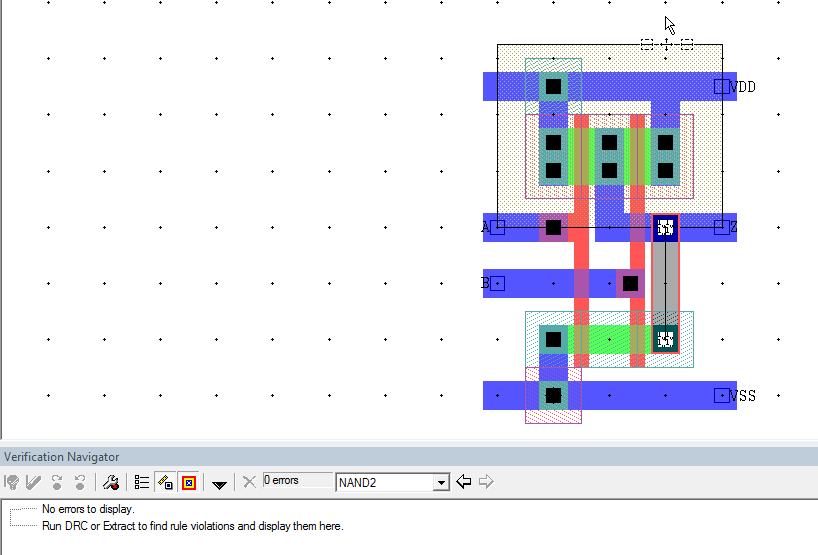 VDD
A
Z
B
VSS
Verification Navigator
0 errors
NAND2
No errors to display.
Run DRC or Extract to find rule violations and display them here.